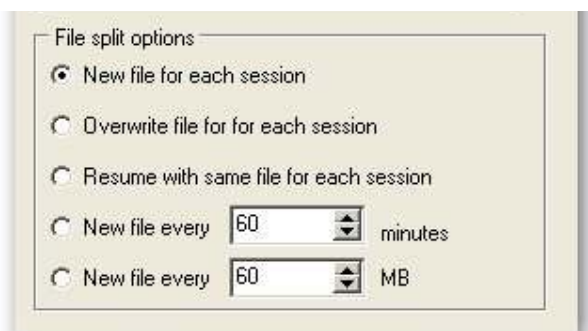 File split options
New file for each session
Overwrite file for for each session
Resume with same file for each session
New file every 60 minutes
New file every 60 MB